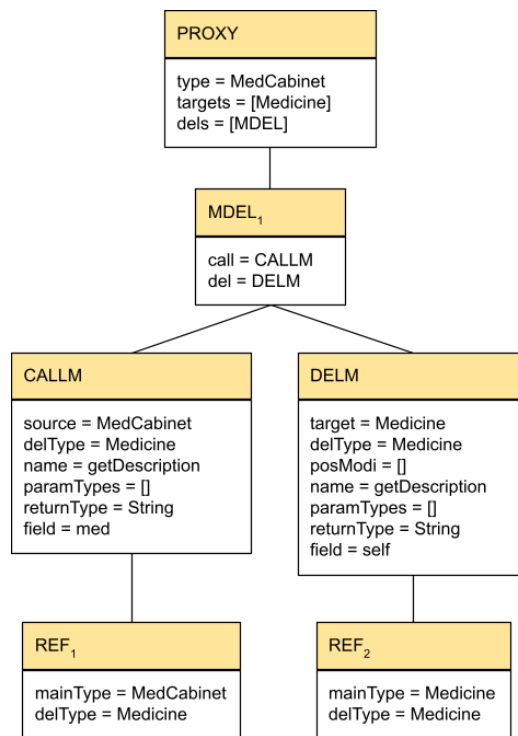 PROXY
type = MedCabinet
targets = [Medicine]
dels = [MDEL]
MDEL₁
call = CALLM
del = DELM
CALLM
source = MedCabinet
delType = Medicine
name = getDescription
paramTypes = []
returnType = String
field = med
DELM
target = Medicine
delType = Medicine
posModi = []
name = getDescription
paramTypes = []
returnType = String
field = self
REF₁
mainType = MedCabinet
delType = Medicine
REF₂
mainType = Medicine
delType = Medicine